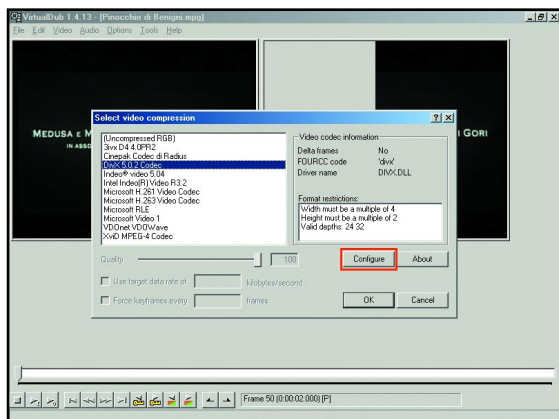 VirtualDub 1.4.13 - [Pinocchio di Benigni.mpg]
File Edit Video Audio Options Tools Help
MEDUSA E M
IN ASSO
I GORI
Select video compression
(Uncompressed RGB)
3ivx D4 4.0PR2
Cinepak Codec di Radius
DivX 5.0.2 Codec
Indeo® video 5.04
Intel Indeo(R) Video R3.2
Microsoft H.261 Video Codec
Microsoft H.263 Video Codec
Microsoft RLE
Microsoft Video 1
VDOnet VDOWave
XviD MPEG-4 Codec
Video codec information
Delta frames No
FOURCC code 'divx'
Driver name DIVX.DLL
Format restrictions:
Width must be a multiple of 4
Height must be a multiple of 2
Valid depths: 24 32
Quality 100
Configure About
Use target data rate of kilobytes/second
Force keyframes every frames
OK Cancel
Frame 50 (0:00:02.000) [P]